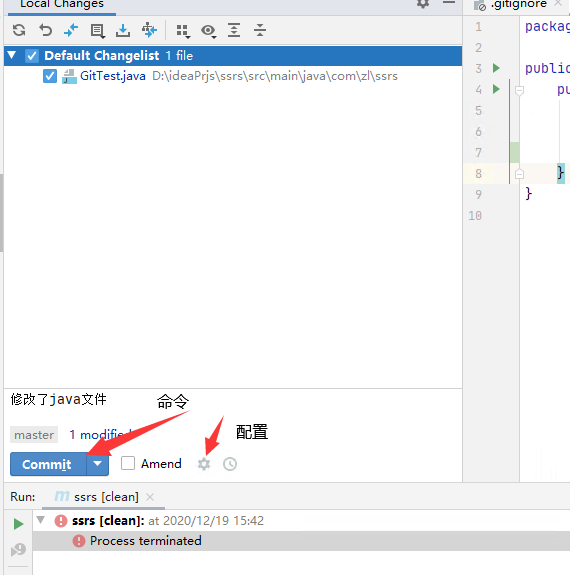 Local Changes
.gitignore
Default Changelist 1 file
GitTest.java D:\ideaPrjs\ssrs\src\main\java\com\zl\ssrs
1 packag
2
3 public
4 pu
5
6
7
8 }
9 }
10
修改了java文件
命令
master 1 modified
配置
Commit Amend
Run: ssrs [clean]
ssrs [clean]: at 2020/12/19 15:42
Process terminated